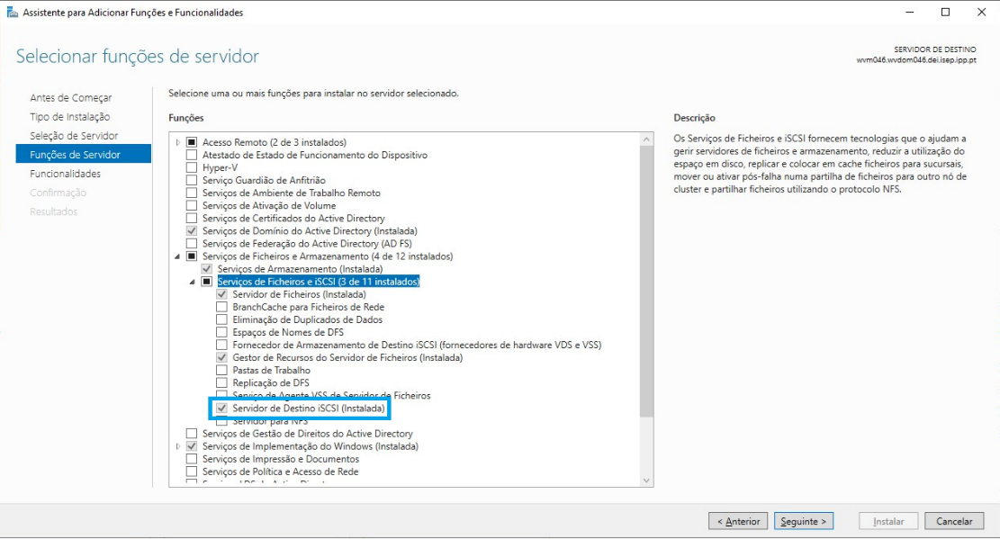 Assistente para Adicionar Funções e Funcionalidades
Selecionar funções de servidor
SERVIDOR DE DESTINO
wvm046.wvdom046.dei.isep.ipp.pt
Antes de Começar
Tipo de Instalação
Seleção de Servidor
Funções de Servidor
Funcionalidades
Confirmação
Resultados
Selecione uma ou mais funções para instalar no servidor selecionado.
Funções
Acesso Remoto (2 de 3 instalados)
Atestado de Estado de Funcionamento do Dispositivo
Hyper-V
Serviço Guardião de Anfitrião
Serviços de Ambiente de Trabalho Remoto
Serviços de Ativação de Volume
Serviços de Certificados do Active Directory
Serviços de Domínio do Active Directory (Instalada)
Serviços de Federação do Active Directory (AD FS)
Serviços de Ficheiros e Armazenamento (4 de 12 instalados)
Serviços de Armazenamento (Instalada)
Serviços de Ficheiros e iSCSI (3 de 11 instalados)
Servidor de Ficheiros (Instalada)
BranchCache para Ficheiros de Rede
Eliminação de Duplicados de Dados
Espaços de Nomes de DFS
Fornecedor de Armazenamento de Destino iSCSI (fornecedores de hardware VDS e VSS)
Gestor de Recursos do Servidor de Ficheiros (Instalada)
Pastas de Trabalho
Replicação de DFS
Serviço de Agente VSS de Servidor de Ficheiros
Servidor de Destino iSCSI (Instalada)
Servidor para NFS
Serviços de Gestão de Direitos do Active Directory
Serviços de Implementação do Windows (Instalada)
Serviços de Impressão e Documentos
Serviços de Política e Acesso de Rede
Descrição
Os Serviços de Ficheiros e iSCSI fornecem tecnologias que o ajudam a
gerir servidores de ficheiros e armazenamento, reduzir a utilização do
espaço em disco, replicar e colocar em cache ficheiros para sucursais,
mover ou ativar pós-falha numa partilha de ficheiros para outro nó de
cluster e partilhar ficheiros utilizando o protocolo NFS.
< Anterior
Seguinte >
Instalar
Cancelar